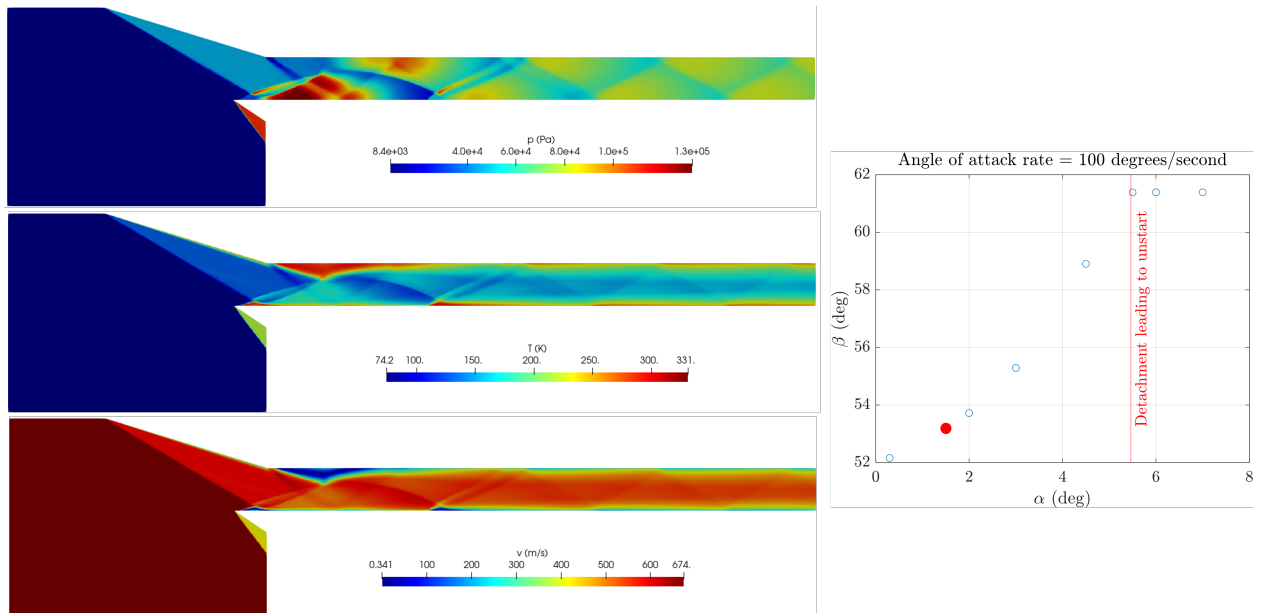 p (Pa)
8.4e+03 4.0e+4 6.0e+4 8.0e+4 1.0e+5 1.3e+05
T (K)
74.2 100. 150. 200. 250. 300. 331.
v (m/s)
0.341 100 200 300 400 500 600 674.
Angle of attack rate = 100 degrees/second
62
60
58
56
54
52
β (deg)
Detachment leading to unstart
0 2 4 6 8
α (deg)